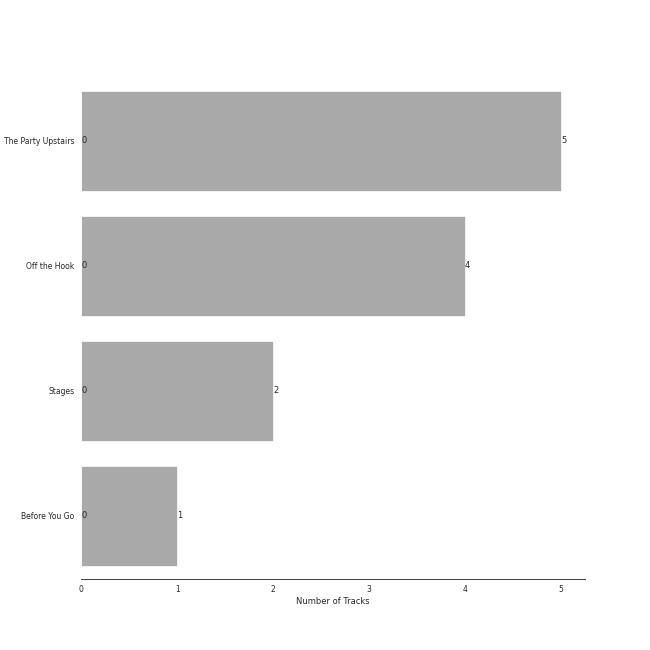 The Party Upstairs 0 5
Off the Hook 0 4
Stages 0 2
Before You Go 0 1
0 1 2 3 4 5
Number of Tracks